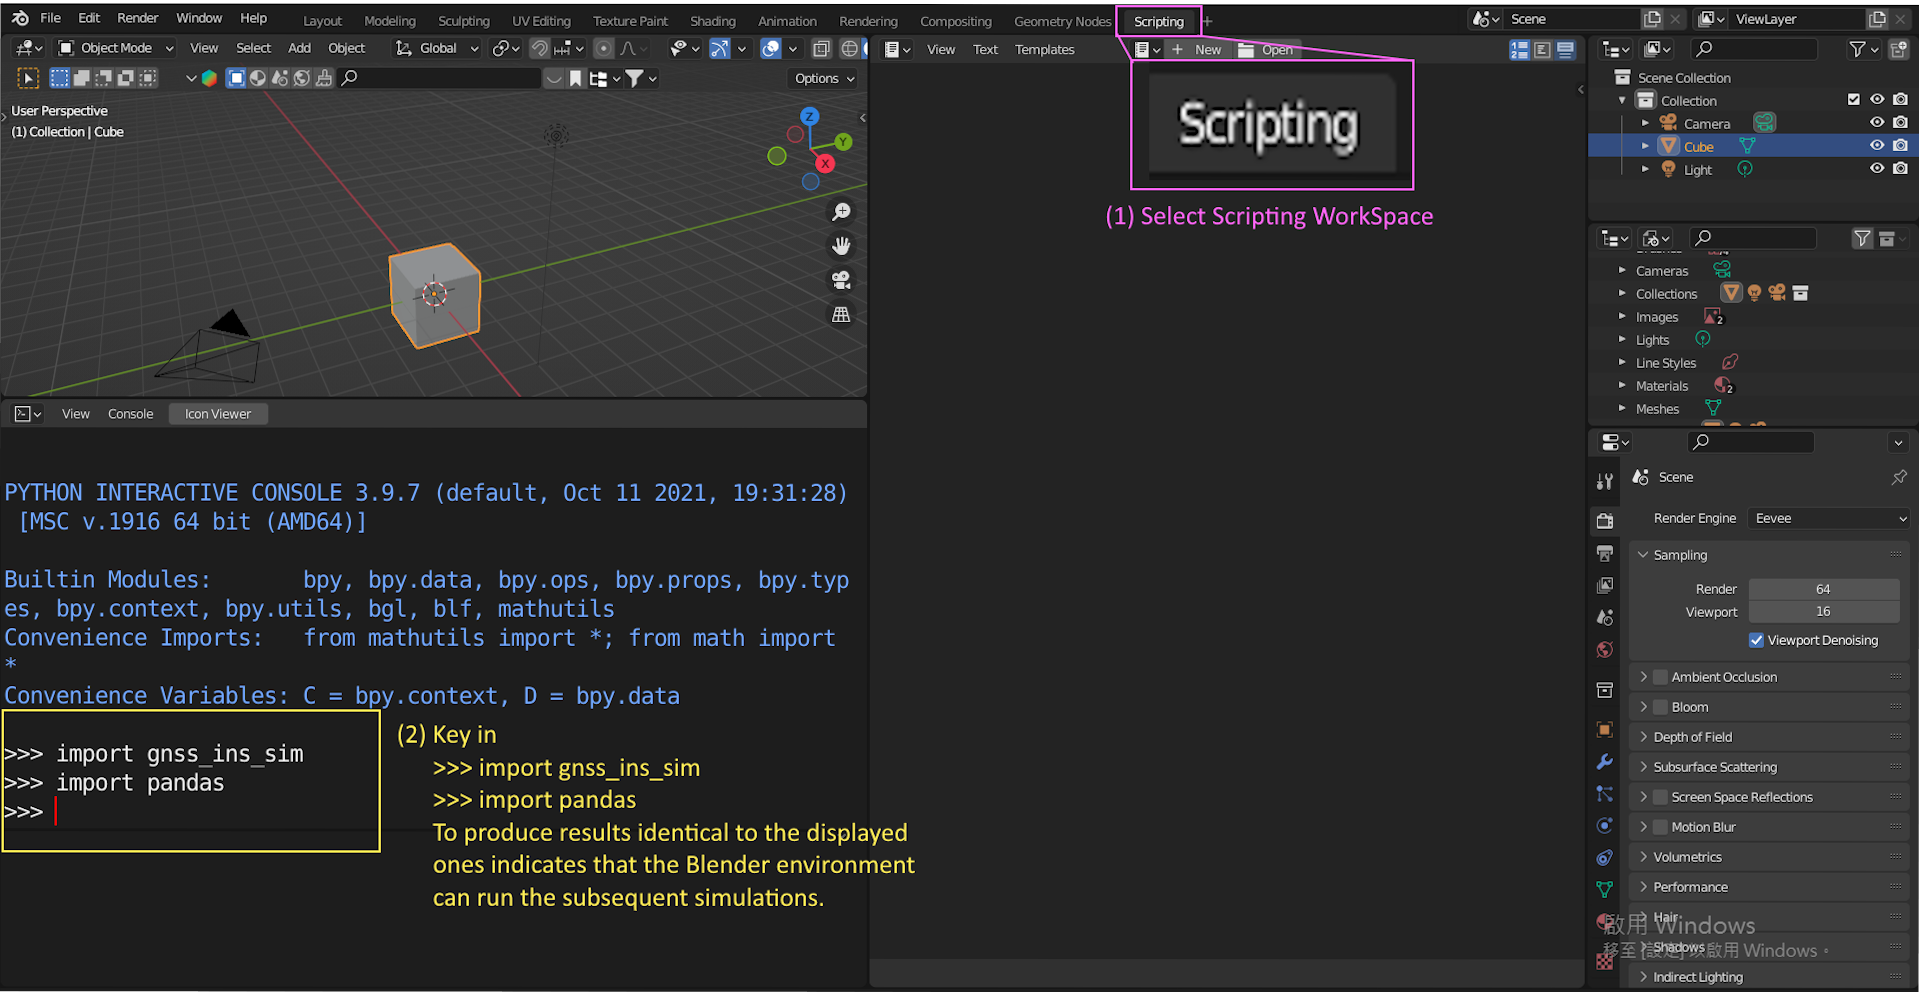 File Edit Render Window Help Layout Modeling Sculpting UV Editing Texture Paint Shading Animation Rendering Compositing Geometry Nodes Scripting + Scene ViewLayer
Object Mode View Select Add Object Global
View Text Templates + New Open
Options
User Perspective
(1) Collection | Cube
Z
Y
X
Scripting
(1) Select Scripting WorkSpace
Scene Collection
Collection
Camera
Cube
Light
Cameras
Collections
Images 2
Lights
Line Styles
Materials 2
Meshes
View Console Icon Viewer
PYTHON INTERACTIVE CONSOLE 3.9.7 (default, Oct 11 2021, 19:31:28)
[MSC v.1916 64 bit (AMD64)]
Builtin Modules: bpy, bpy.data, bpy.ops, bpy.props, bpy.typ
es, bpy.context, bpy.utils, bgl, blf, mathutils
Convenience Imports: from mathutils import *; from math import
*
Convenience Variables: C = bpy.context, D = bpy.data
>>> import gnss_ins_sim
>>> import pandas
>>>
(2) Key in
>>> import gnss_ins_sim
>>> import pandas
To produce results identical to the displayed
ones indicates that the Blender environment
can run the subsequent simulations.
Scene
Render Engine Eevee
Sampling
Render 64
Viewport 16
Viewport Denoising
Ambient Occlusion
Bloom
Depth of Field
Subsurface Scattering
Screen Space Reflections
Motion Blur
Volumetrics
Performance
Hair
Shadows
Indirect Lighting
啟用 Windows
移至 [設定] 以啟用 Windows。